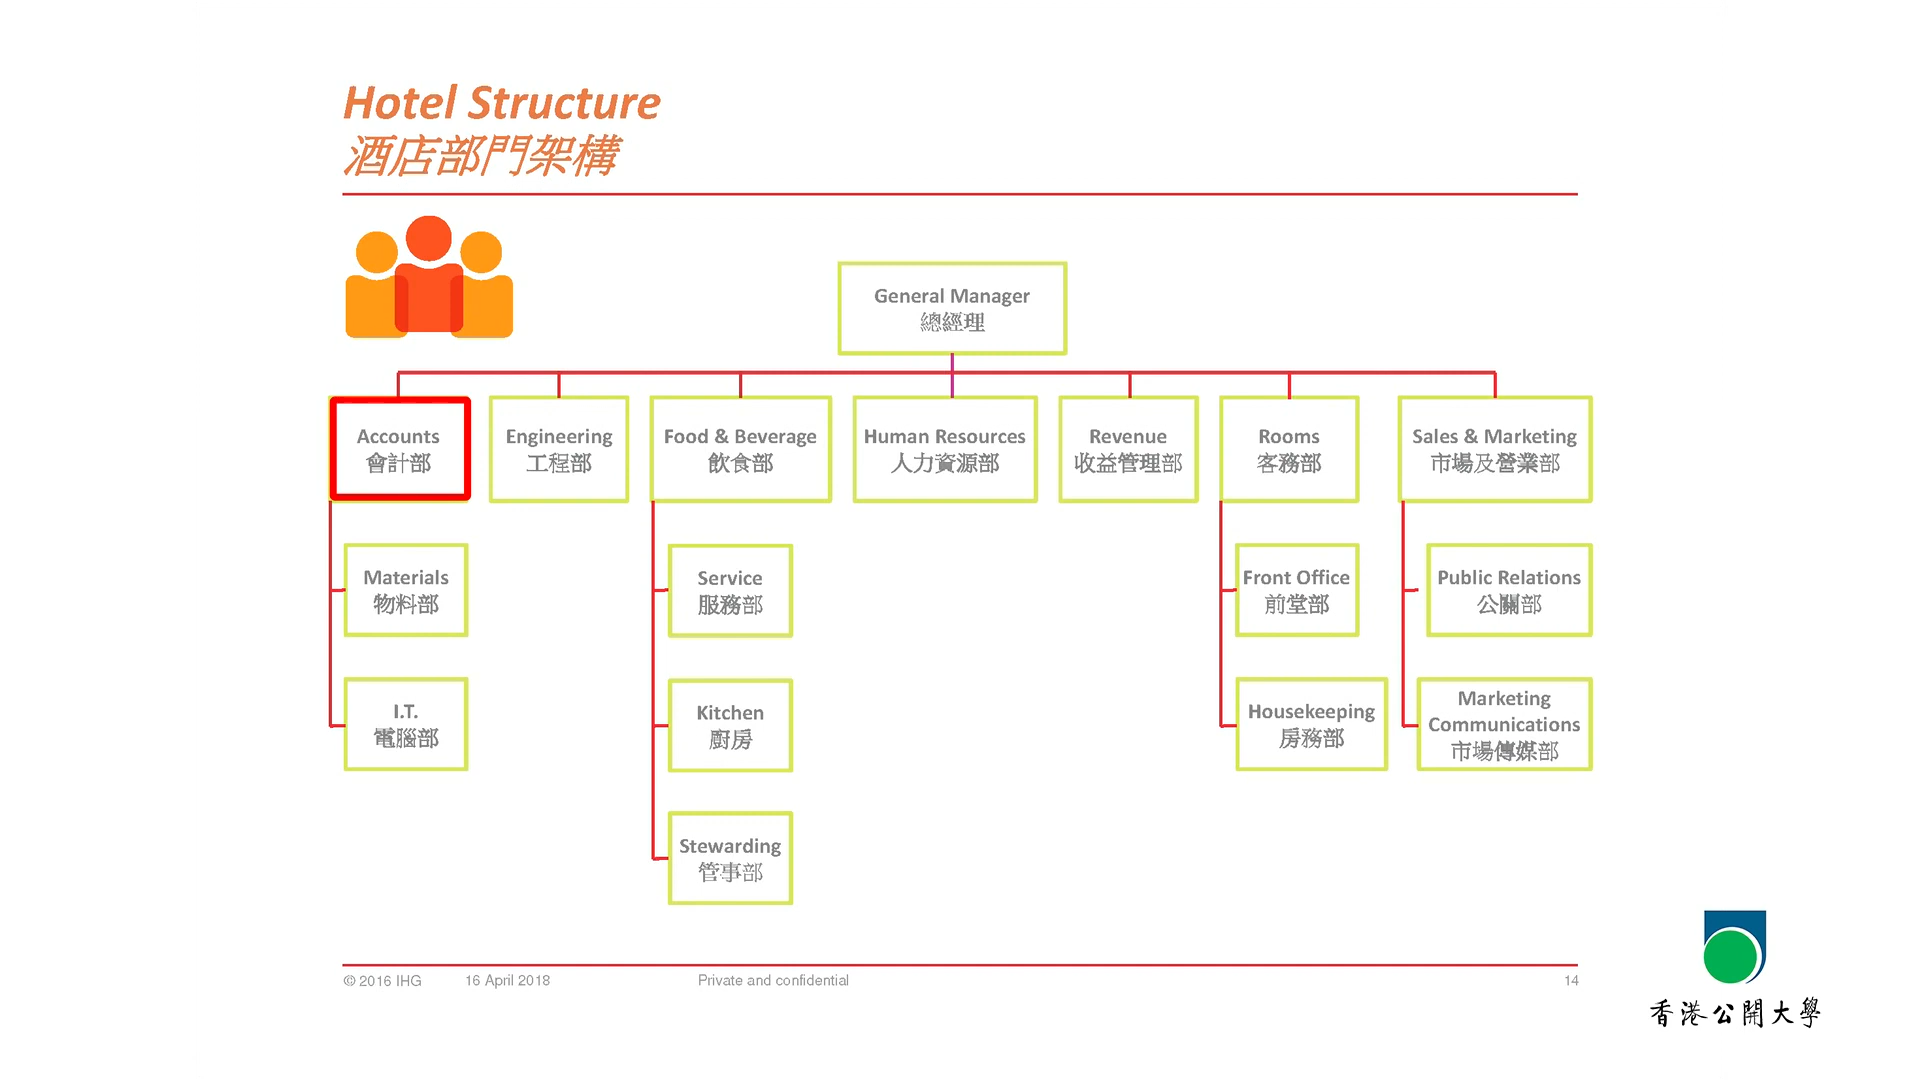 Hotel Structure
酒店部門架構
General Manager
總經理
Accounts
會計部
Engineering
工程部
Food & Beverage
飲食部
Human Resources
人力資源部
Revenue
收益管理部
Rooms
客務部
Sales & Marketing
市場及營業部
Materials
物料部
Service
服務部
Front Office
前堂部
Public Relations
公關部
I.T.
電腦部
Kitchen
廚房
Housekeeping
房務部
Marketing
Communications
市場傳媒部
Stewarding
管事部
© 2016 IHG
16 April 2018
Private and confidential
14
香港公開大學